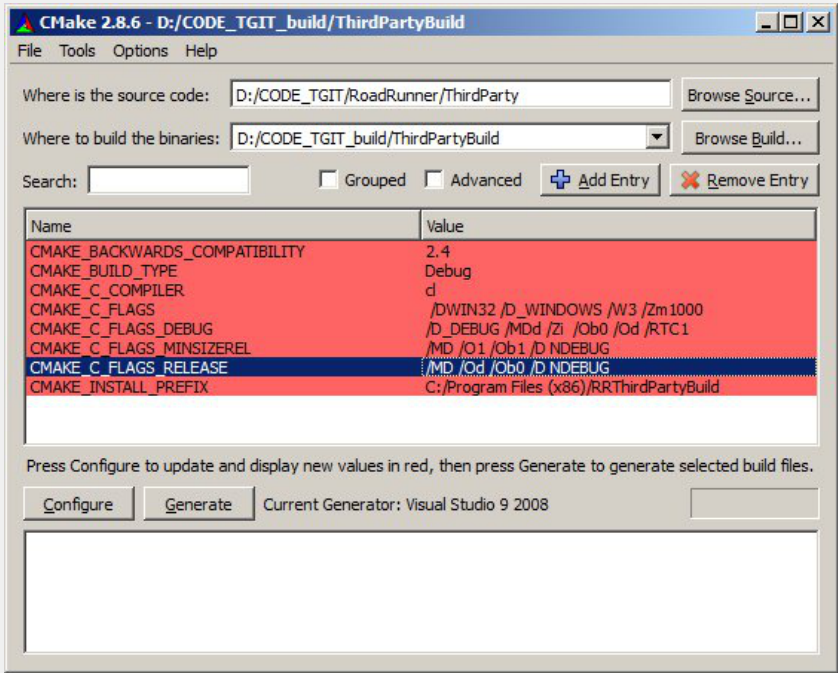 CMake 2.8.6 - D:/CODE_TGIT_build/ThirdPartyBuild
File Tools Options Help
Where is the source code: D:/CODE_TGIT/RoadRunner/ThirdParty Browse Source...
Where to build the binaries: D:/CODE_TGIT_build/ThirdPartyBuild Browse Build...
Search: Grouped Advanced Add Entry Remove Entry
Name Value
CMAKE_BACKWARDS_COMPATIBILITY 2.4
CMAKE_BUILD_TYPE Debug
CMAKE_C_COMPILER cl
CMAKE_C_FLAGS /DWIN32 /D_WINDOWS /W3 /Zm1000
CMAKE_C_FLAGS_DEBUG /D_DEBUG /MDd /Zi /Ob0 /Od /RTC1
CMAKE_C_FLAGS_MINSIZEREL /MD /O1 /Ob1 /D NDEBUG
CMAKE_C_FLAGS_RELEASE /MD /Od /Ob0 /D NDEBUG
CMAKE_INSTALL_PREFIX C:/Program Files (x86)/RRThirdPartyBuild
Press Configure to update and display new values in red, then press Generate to generate selected build files.
Configure Generate Current Generator: Visual Studio 9 2008